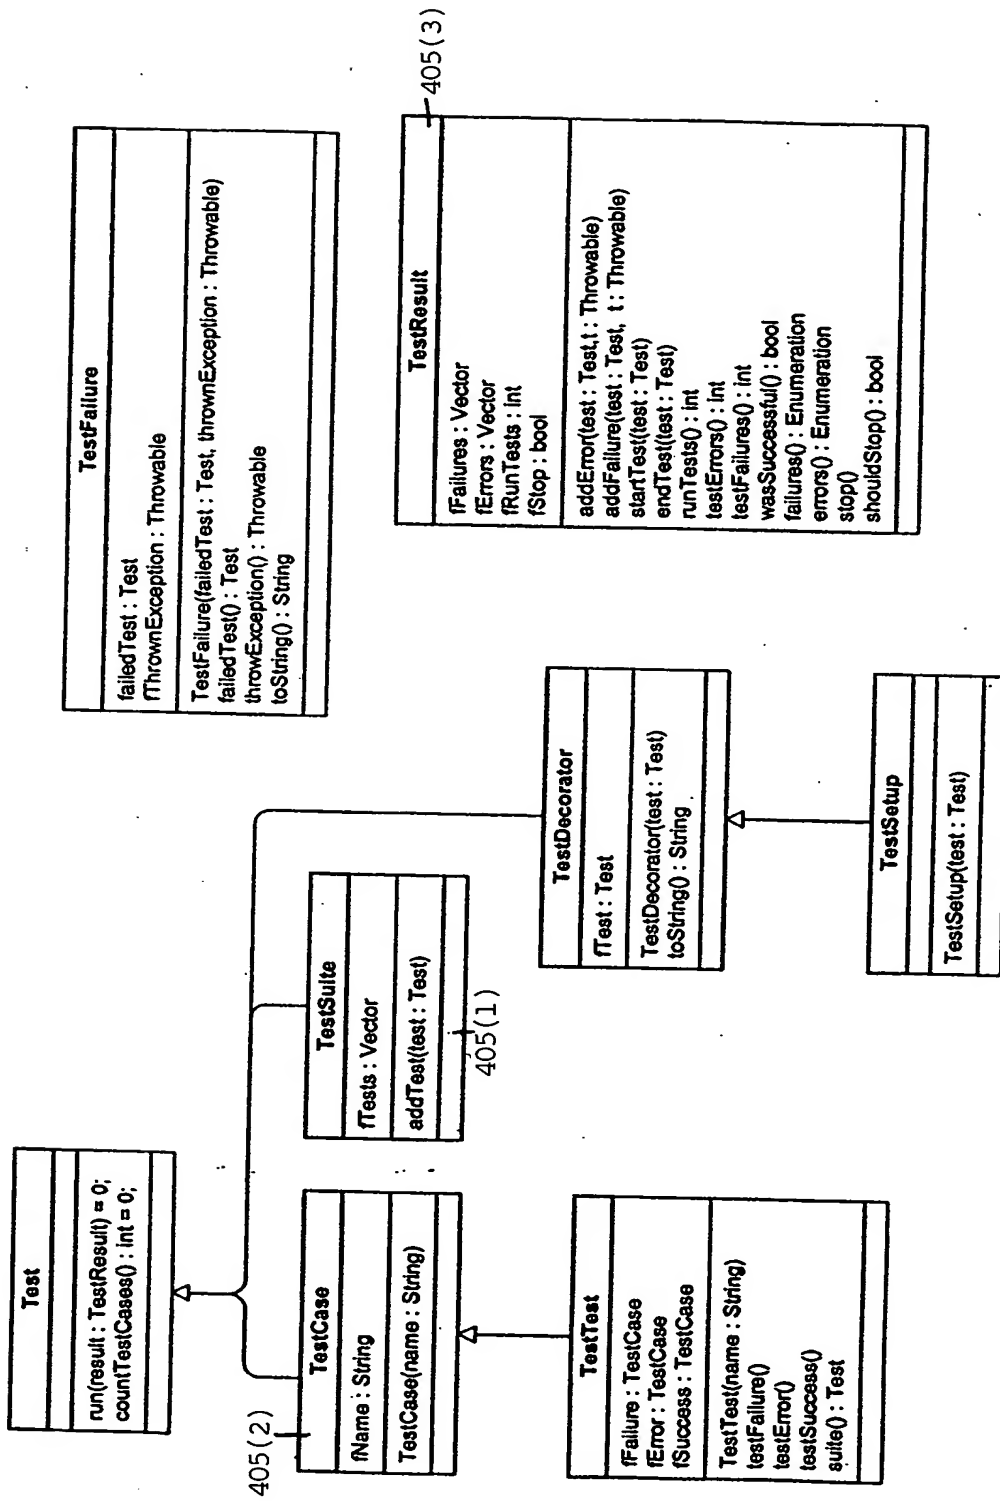 Test
run(result : TestResult) = 0;
countTestCases() : int = 0;
405(2)
TestCase
fName : String
TestCase(name : String)
TestSuite
fTests : Vector
addTest(test : Test)
405(1)
TestTest
fFailure : TestCase
fError : TestCase
fSuccess : TestCase
TestTest(name : String)
testFailure()
testError()
testSuccess()
suite() : Test
TestDecorator
fTest : Test
TestDecorator(test : Test)
toString() : String
TestSetup
TestSetup(test : Test)
TestFailure
failedTest : Test
fThrownException : Throwable
TestFailure(failedTest : Test, thrownException : Throwable)
failedTest() : Test
throwException() : Throwable
toString() : String
405(3)
TestResult
fFailures : Vector
fErrors : Vector
fRunTests : int
fStop : bool
addError(test : Test,t : Throwable)
addFailure(test : Test, t : Throwable)
startTest(test : Test)
endTest(test : Test)
runTests() : int
testErrors() : int
testFailures() : int
wasSuccessful() : bool
failures() : Enumeration
errors() : Enumeration
stop()
shouldStop() : bool